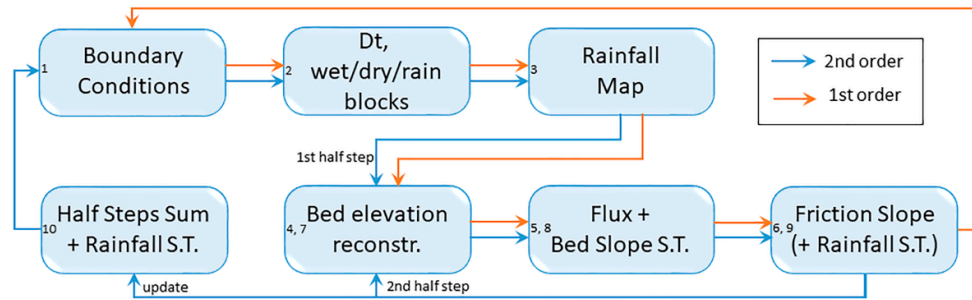 1
Boundary
Conditions
2
Dt,
wet/dry/rain
blocks
3
Rainfall
Map
2nd order
1st order
1st half step
10
Half Steps Sum
+ Rainfall S.T.
4, 7
Bed elevation
reconstr.
5, 8
Flux +
Bed Slope S.T.
6, 9
Friction Slope
(+ Rainfall S.T.)
update
2nd half step